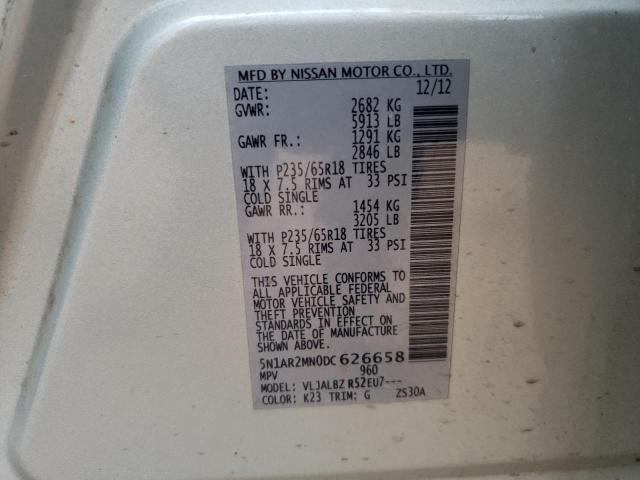 MFD BY NISSAN MOTOR CO., LTD.
DATE: 12/12
GVWR: 2682 KG
5913 LB
GAWR FR.: 1291 KG
2846 LB
WITH P235/65R18 TIRES
18 X 7.5 RIMS AT 33 PSI
COLD SINGLE
GAWR RR.: 1454 KG
3205 LB
WITH P235/65R18 TIRES
18 X 7.5 RIMS AT 33 PSI
COLD SINGLE
THIS VEHICLE CONFORMS TO
ALL APPLICABLE FEDERAL
MOTOR VEHICLE SAFETY AND
THEFT PREVENTION
STANDARDS IN EFFECT ON
THE DATE OF MANUFACTURE
SHOWN ABOVE.
5N1AR2MN0DC626658
MPV 960
MODEL: VLJALBZ R52EU7---
COLOR: K23 TRIM: G ZS30A